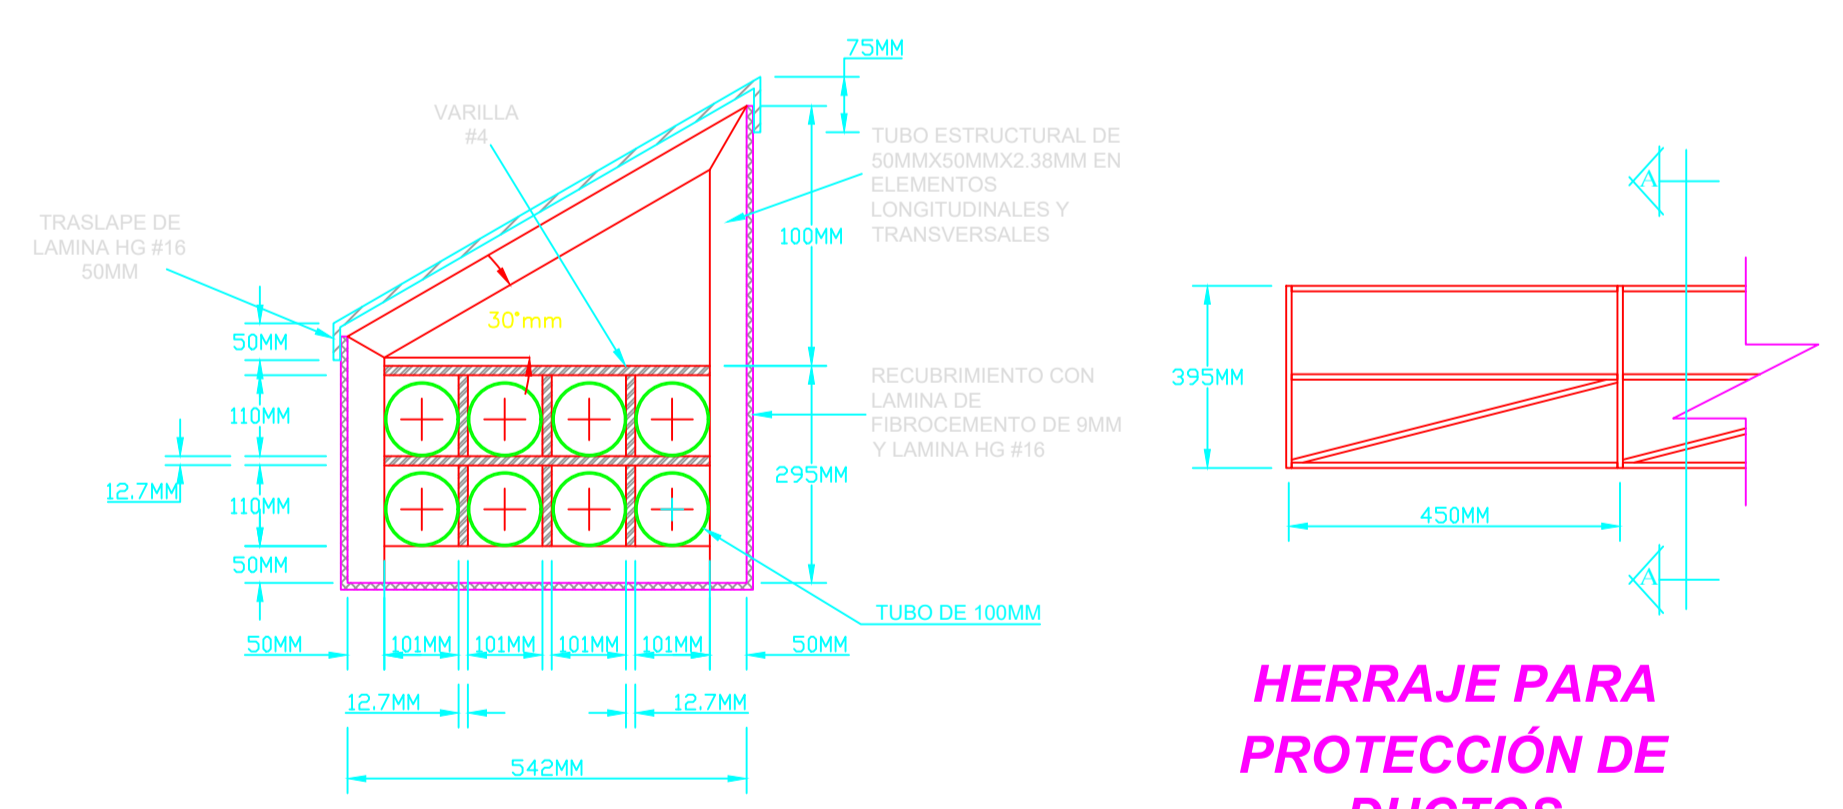 75MM
VARILLA
#4
TUBO ESTRUCTURAL DE
50MMX50MMX2.38MM EN
ELEMENTOS
LONGITUDINALES Y
TRANSVERSALES
TRASLAPE DE
LAMINA HG #16
50MM
100MM
30°mm
50MM
110MM
12.7MM
110MM
50MM
RECUBRIMIENTO CON
LAMINA DE
FIBROCEMENTO DE 9MM
Y LAMINA HG #16
295MM
TUBO DE 100MM
50MM 101MM 101MM 101MM 101MM 50MM
12.7MM 12.7MM
542MM
A
395MM
450MM
A
HERRAJE PARA
PROTECCIÓN DE
DUCTOS